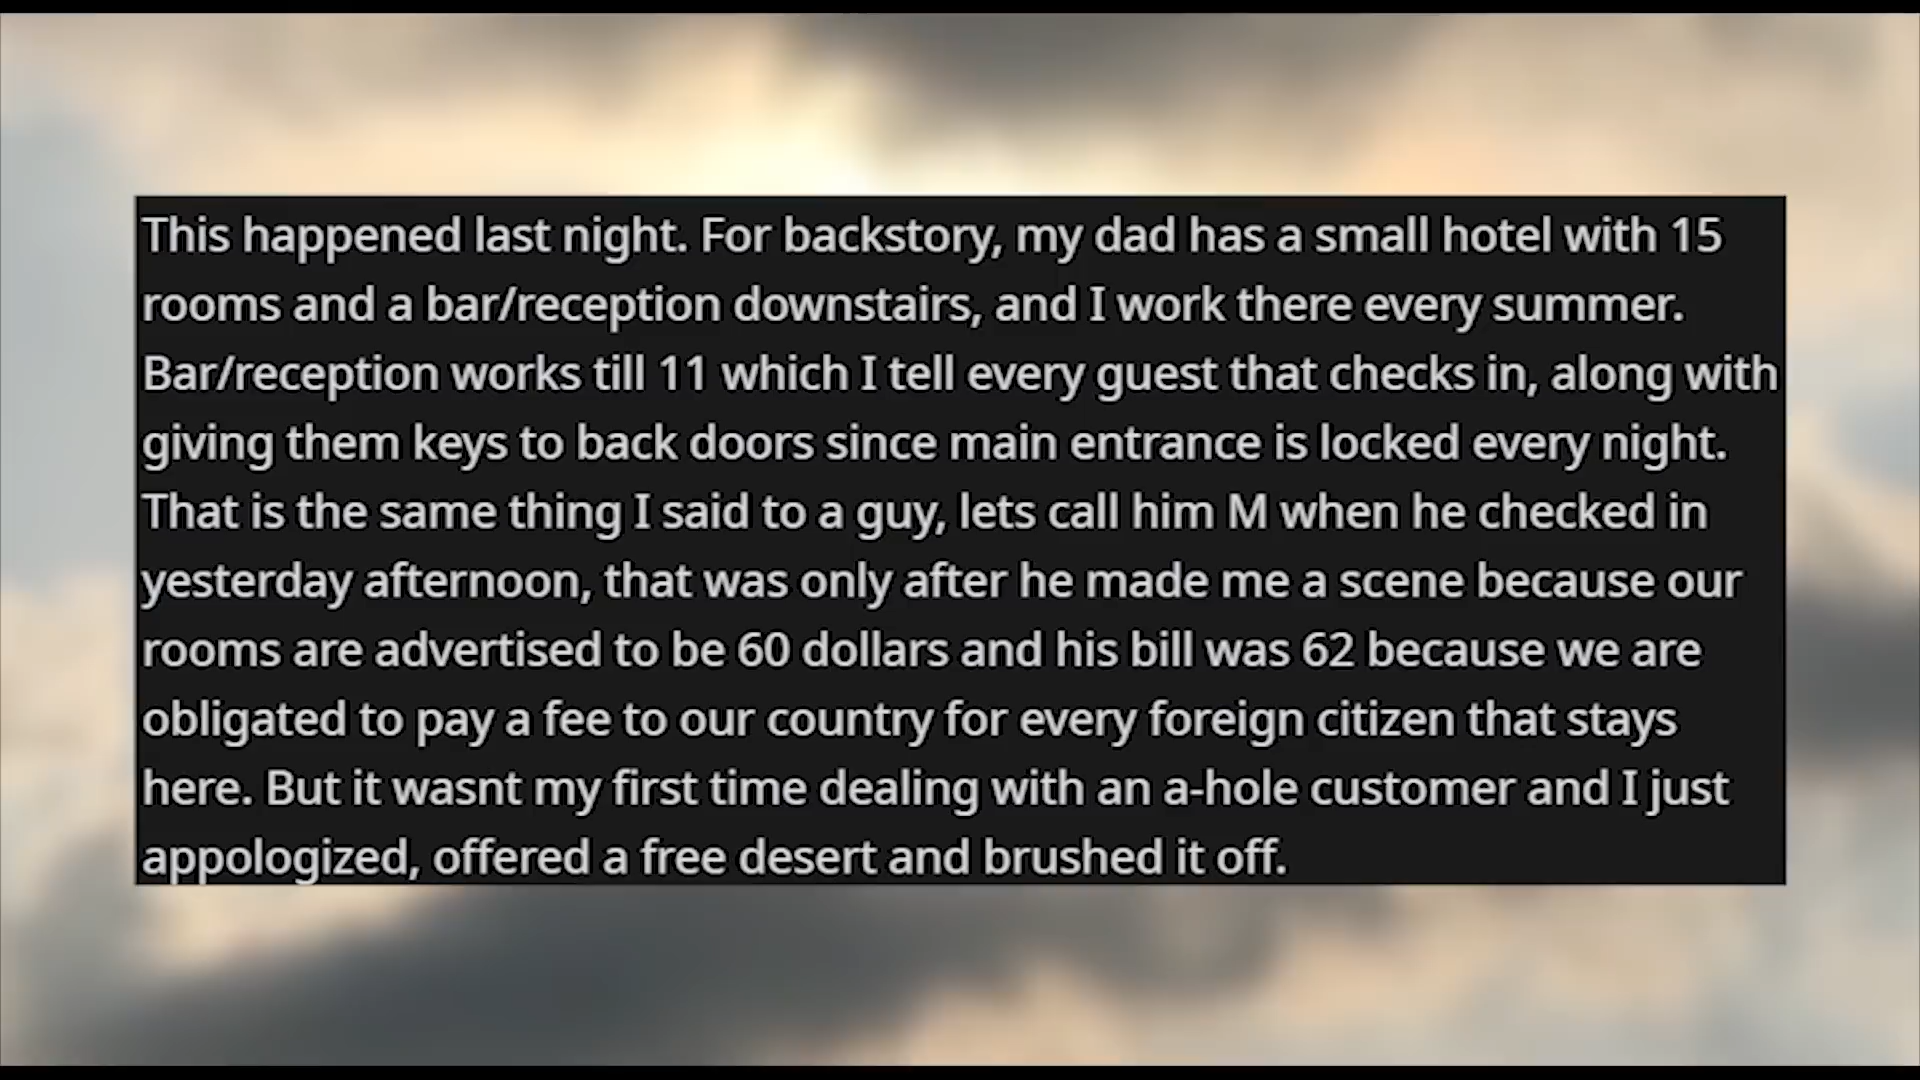 This happened last night. For backstory, my dad has a small hotel with 15
rooms and a bar/reception downstairs, and I work there every summer.
Bar/reception works till 11 which I tell every guest that checks in, along with
giving them keys to back doors since main entrance is locked every night.
That is the same thing I said to a guy, lets call him M when he checked in
yesterday afternoon, that was only after he made me a scene because our
rooms are advertised to be 60 dollars and his bill was 62 because we are
obligated to pay a fee to our country for every foreign citizen that stays
here. But it wasnt my first time dealing with an a-hole customer and I just
appologized, offered a free desert and brushed it off.